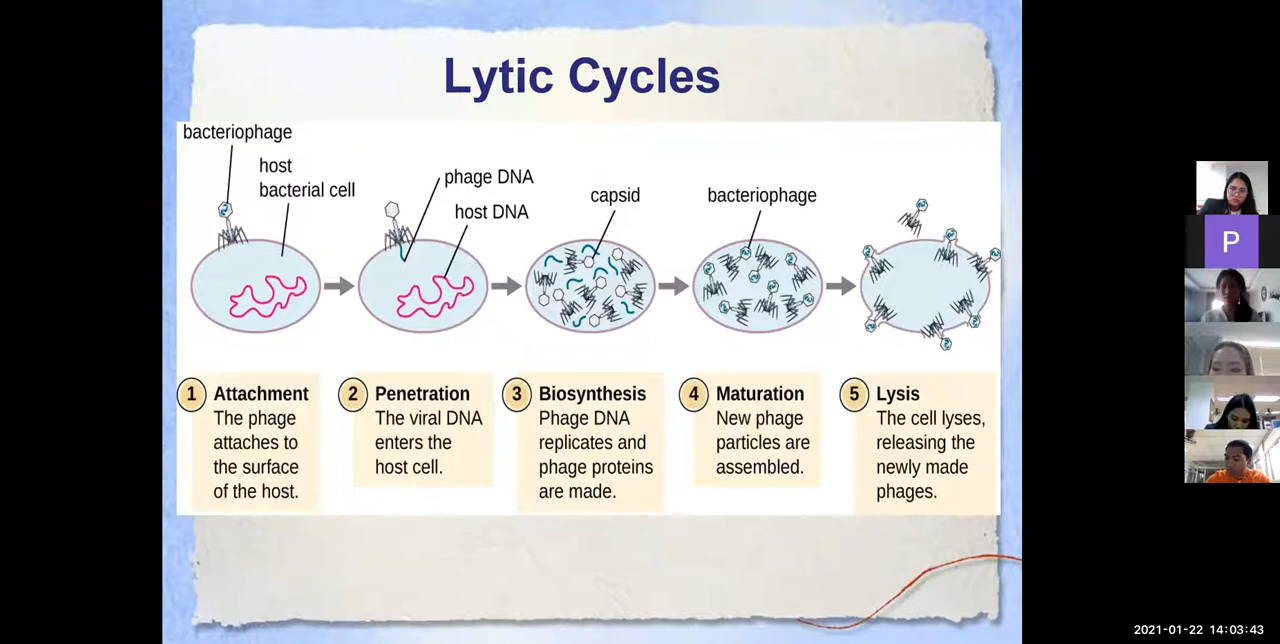 Lytic Cycles
bacteriophage
host
bacterial cell
phage DNA
host DNA
capsid
bacteriophage
1 Attachment
The phage
attaches to
the surface
of the host.
2 Penetration
The viral DNA
enters the
host cell.
3 Biosynthesis
Phage DNA
replicates and
phage proteins
are made.
4 Maturation
New phage
particles are
assembled.
5 Lysis
The cell lyses,
releasing the
newly made
phages.
P
2021-01-22 14:03:43